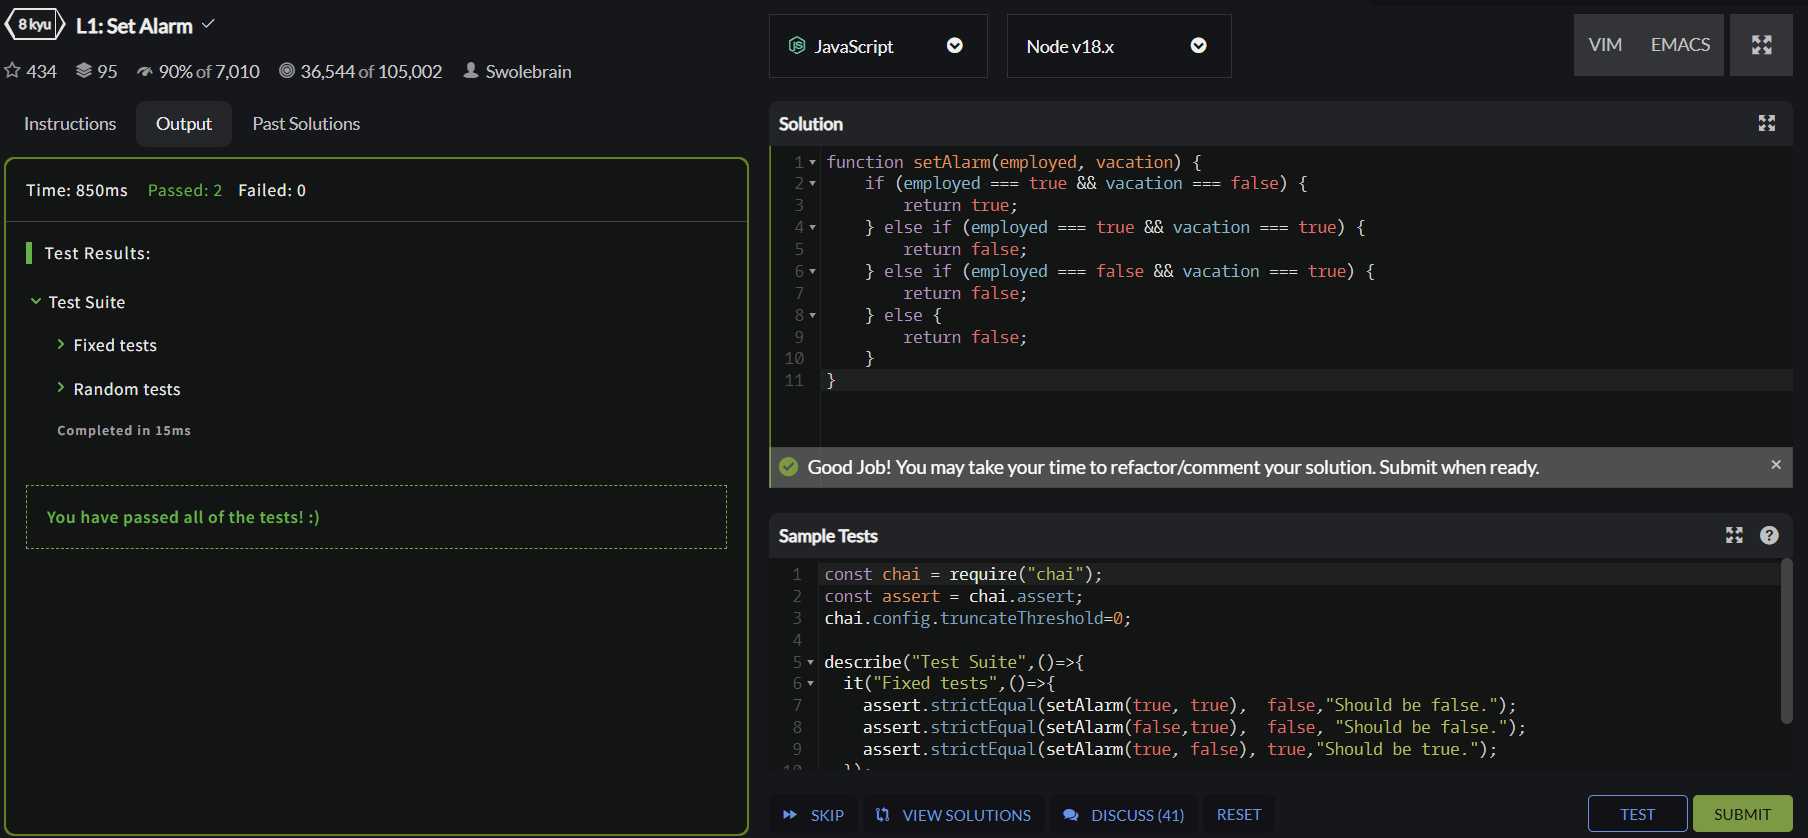 8 kyu L1: Set Alarm
434 95 90% of 7,010 36,544 of 105,002 Swolebrain
Instructions Output Past Solutions
Time: 850ms Passed: 2 Failed: 0
Test Results:
Test Suite
Fixed tests
Random tests
Completed in 15ms
You have passed all of the tests! :)
JavaScript Node v18.x VIM EMACS
Solution
1 function setAlarm(employed, vacation) {
2     if (employed === true && vacation === false) {
3         return true;
4     } else if (employed === true && vacation === true) {
5         return false;
6     } else if (employed === false && vacation === true) {
7         return false;
8     } else {
9         return false;
10     }
11 }
Good Job! You may take your time to refactor/comment your solution. Submit when ready.
Sample Tests
1 const chai = require("chai");
2 const assert = chai.assert;
3 chai.config.truncateThreshold=0;
4
5 describe("Test Suite",()=>{
6   it("Fixed tests",()=>{
7     assert.strictEqual(setAlarm(true, true),  false,"Should be false.");
8     assert.strictEqual(setAlarm(false,true),  false, "Should be false.");
9     assert.strictEqual(setAlarm(true, false), true,"Should be true.");
10   });
SKIP VIEW SOLUTIONS DISCUSS (41) RESET TEST SUBMIT